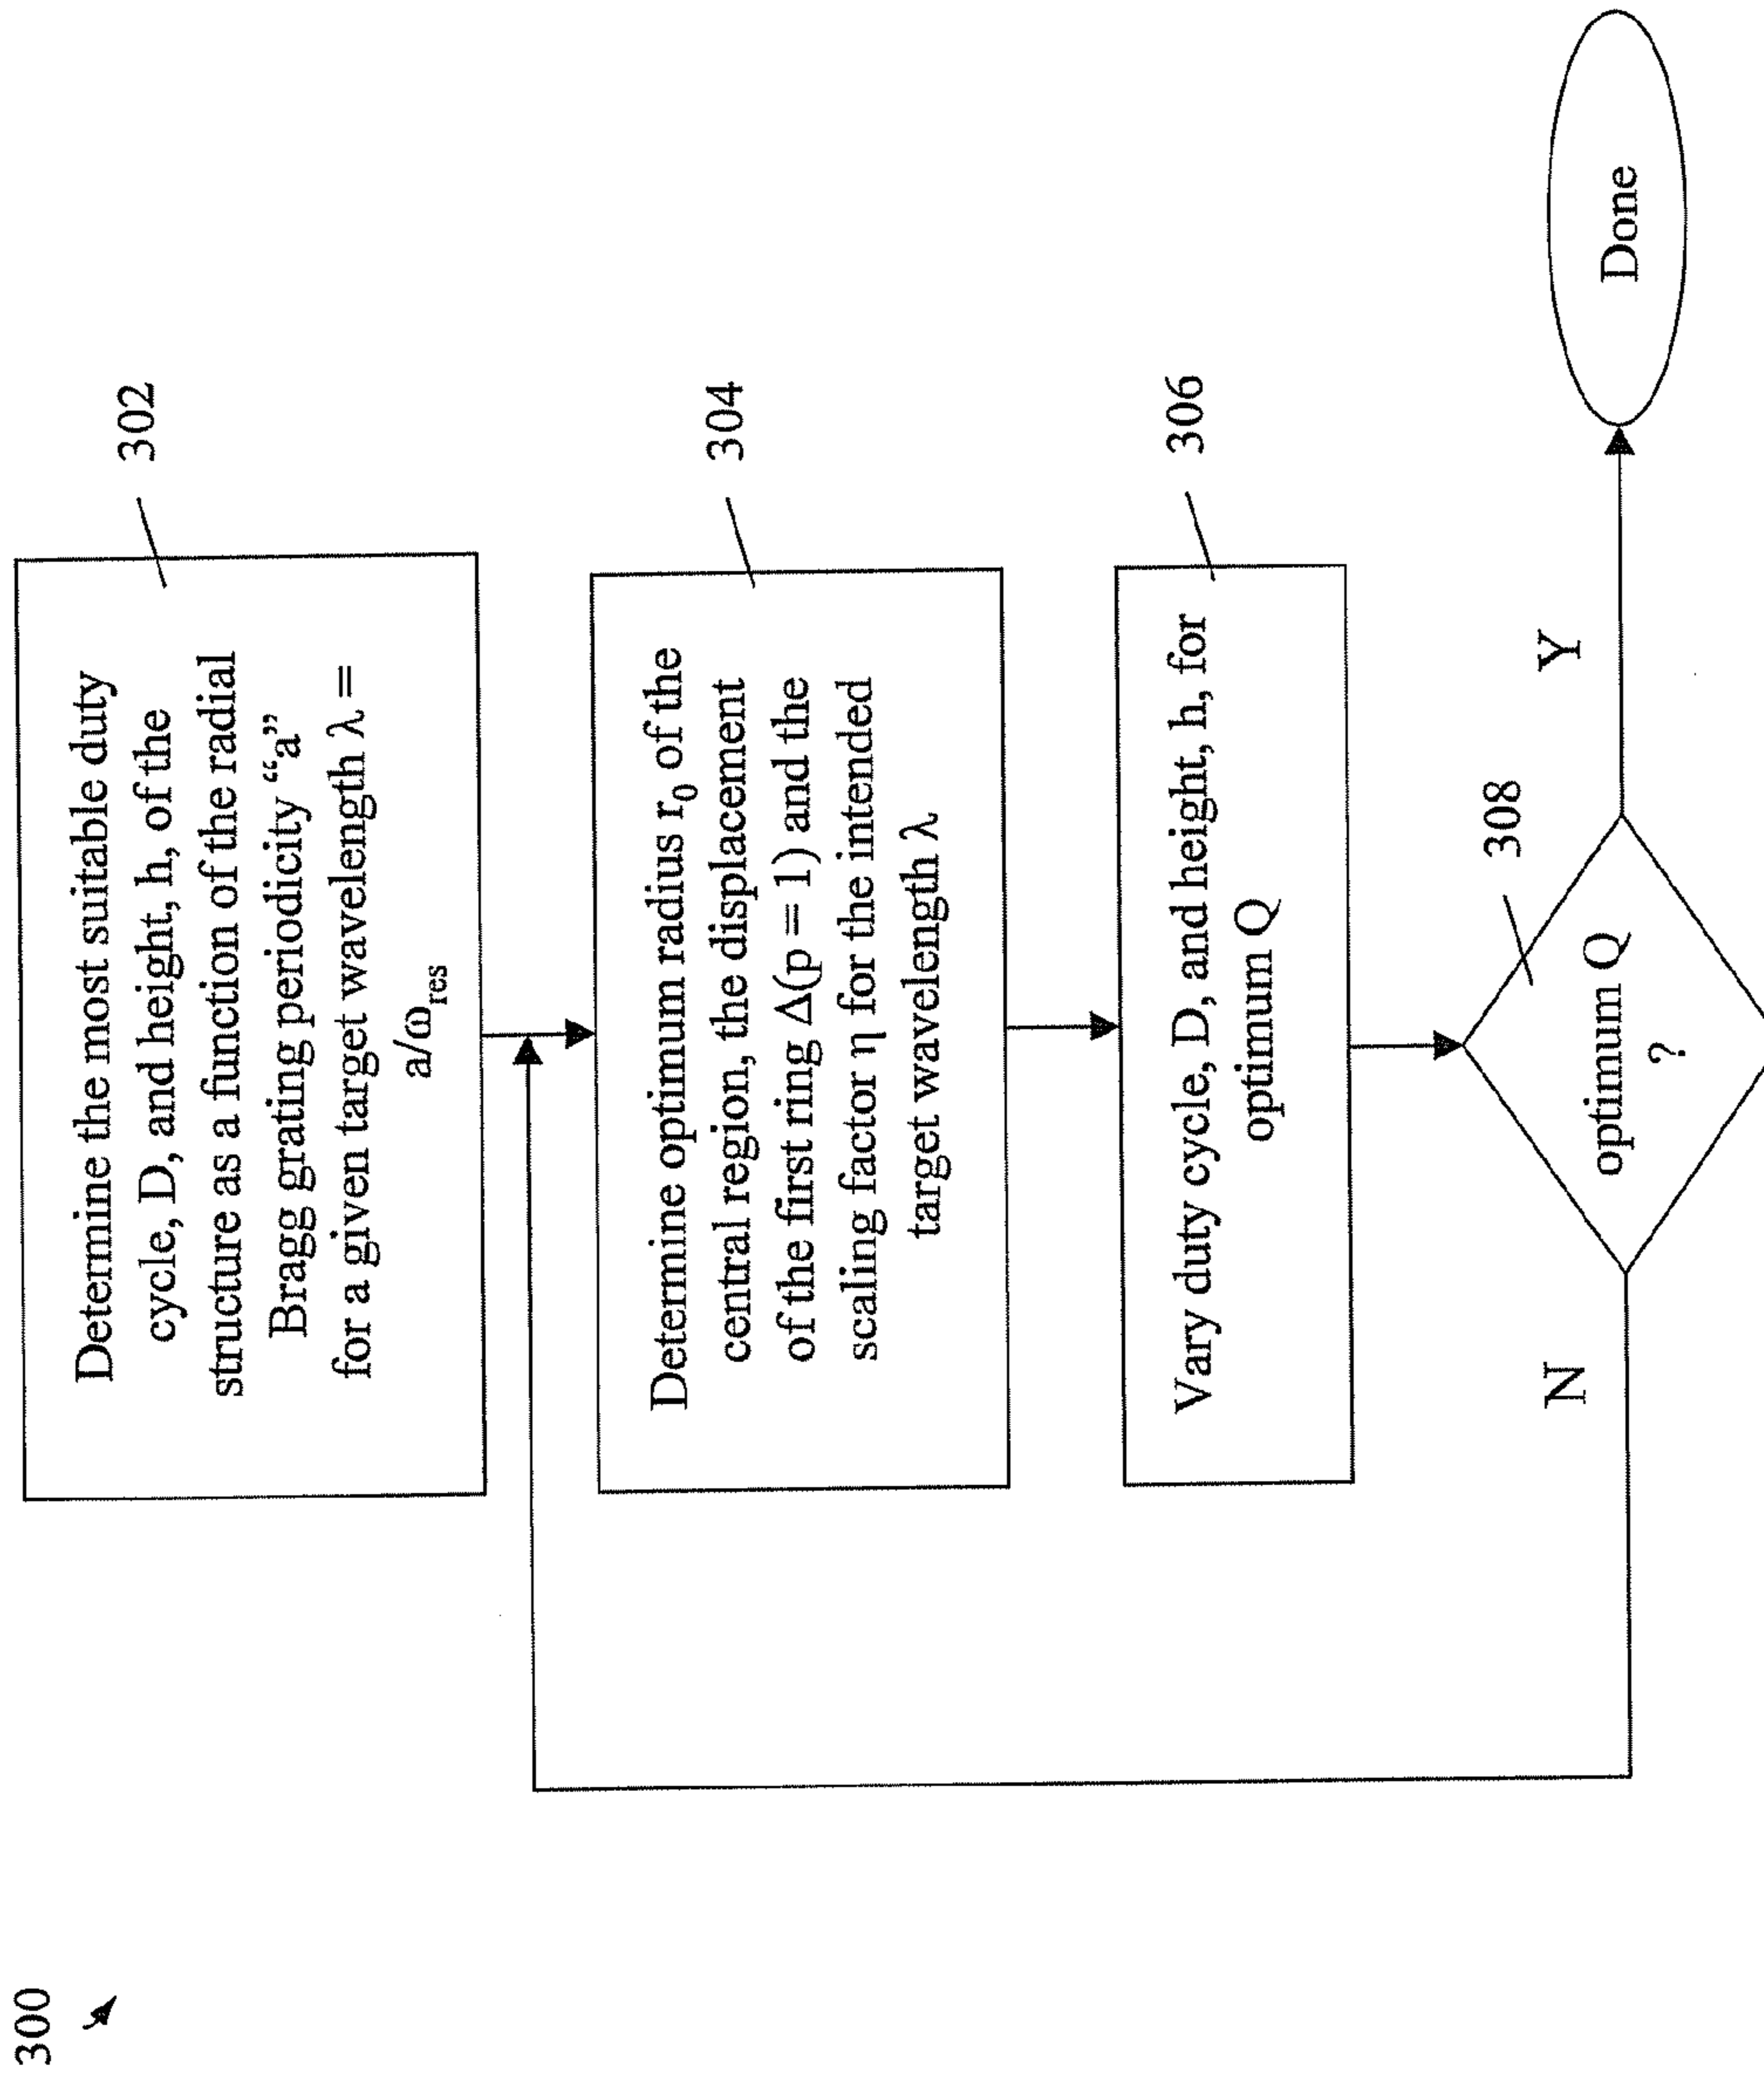 300
Determine the most suitable duty
cycle, D, and height, h, of the
structure as a function of the radial
Bragg grating periodicity “a”
for a given target wavelength λ =
a/ω_res
302
Determine optimum radius r₀ of the
central region, the displacement
of the first ring Δ(p = 1) and the
scaling factor η for the intended
target wavelength λ
304
Vary duty cycle, D, and height, h, for
optimum Q
306
308
optimum Q
?
N
Y
Done